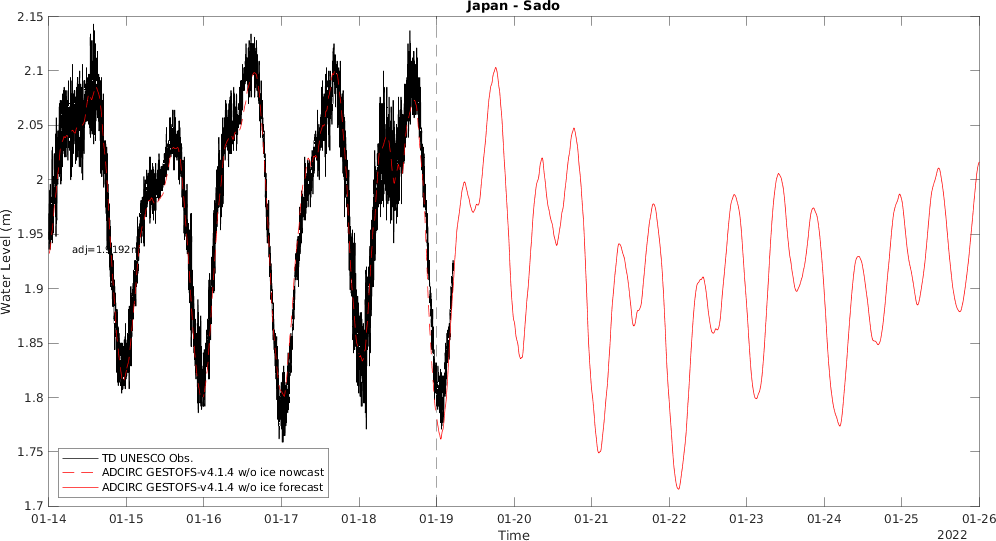 Japan - Sado
2.15
2.1
2.05
2
1.95
1.9
1.85
1.8
1.75
1.7
Water Level (m)
TD UNESCO Obs.
ADCIRC GESTOFS-v4.1.4 w/o ice nowcast
ADCIRC GESTOFS-v4.1.4 w/o ice forecast
01-14 01-15 01-16 01-17 01-18 01-19 01-20 01-21 01-22 01-23 01-24 01-25 01-26
Time
2022